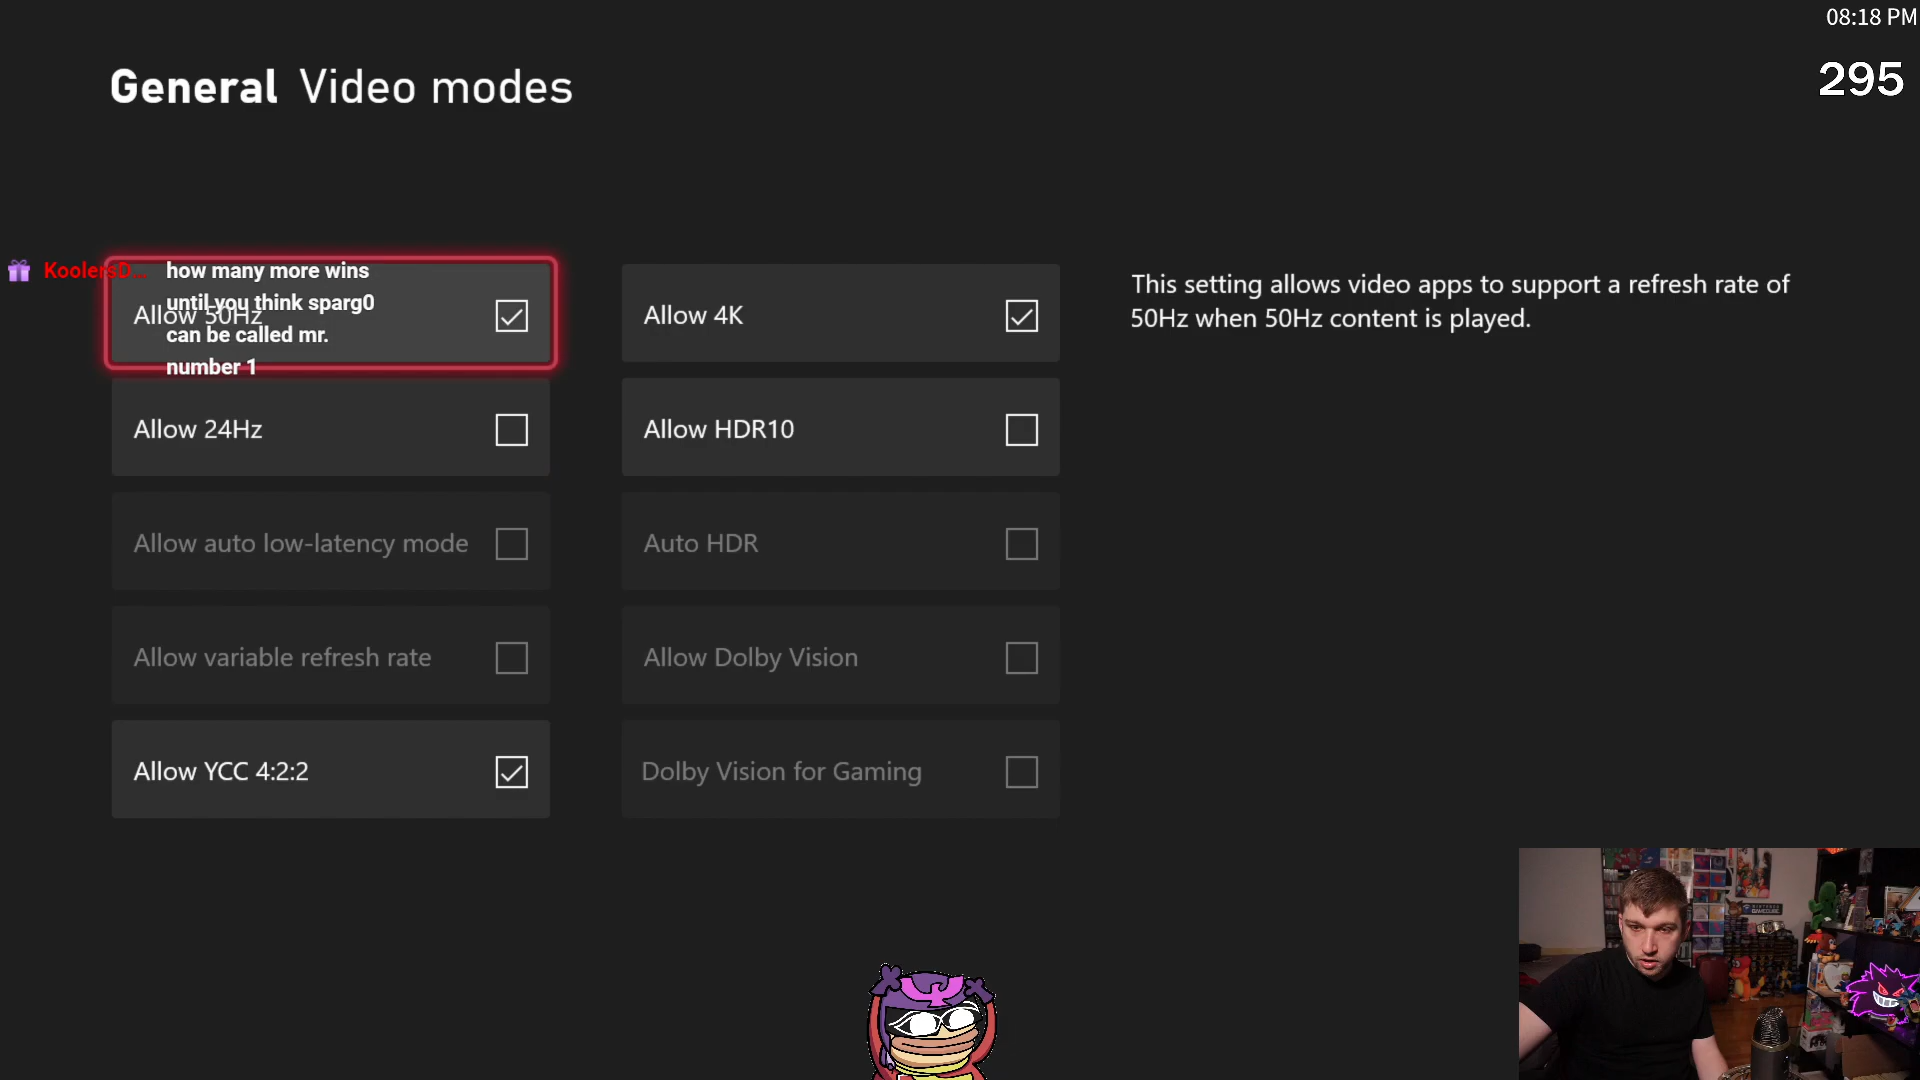 08:18 PM
General Video modes
295
KoolersD...
how many more wins
until you think sparg0
can be called mr.
number 1
Allow 50Hz
Allow 4K
This setting allows video apps to support a refresh rate of
50Hz when 50Hz content is played.
Allow 24Hz
Allow HDR10
Allow auto low-latency mode
Auto HDR
Allow variable refresh rate
Allow Dolby Vision
Allow YCC 4:2:2
Dolby Vision for Gaming